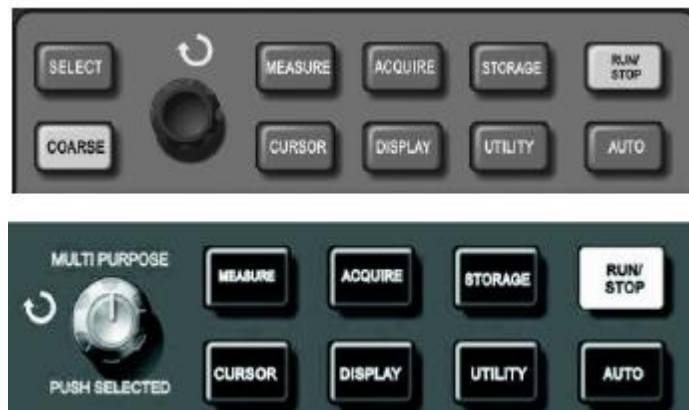 SELECT
MEASURE
ACQUIRE
STORAGE
RUN/
STOP
COARSE
CURSOR
DISPLAY
UTILITY
AUTO
MULTI PURPOSE
MEASURE
ACQUIRE
STORAGE
RUN/
STOP
PUSH SELECTED
CURSOR
DISPLAY
UTILITY
AUTO